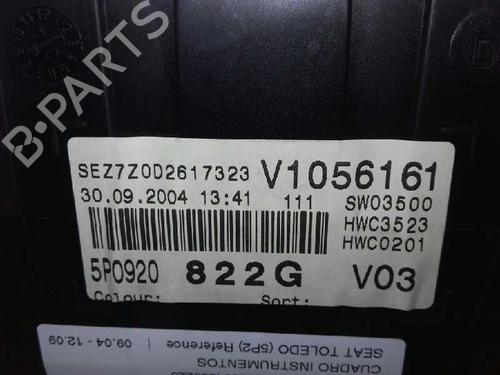 SEZ7Z0D2617323 V1056161
30.09.2004 13:41 111 SW03500
HWC3523
HWC0201
5P0920 822G V03
Colour: Sort:
CUADRO INSTRUMENTOS
SEAT TOLEDO (5P2) Reference
09.04 - 12.09